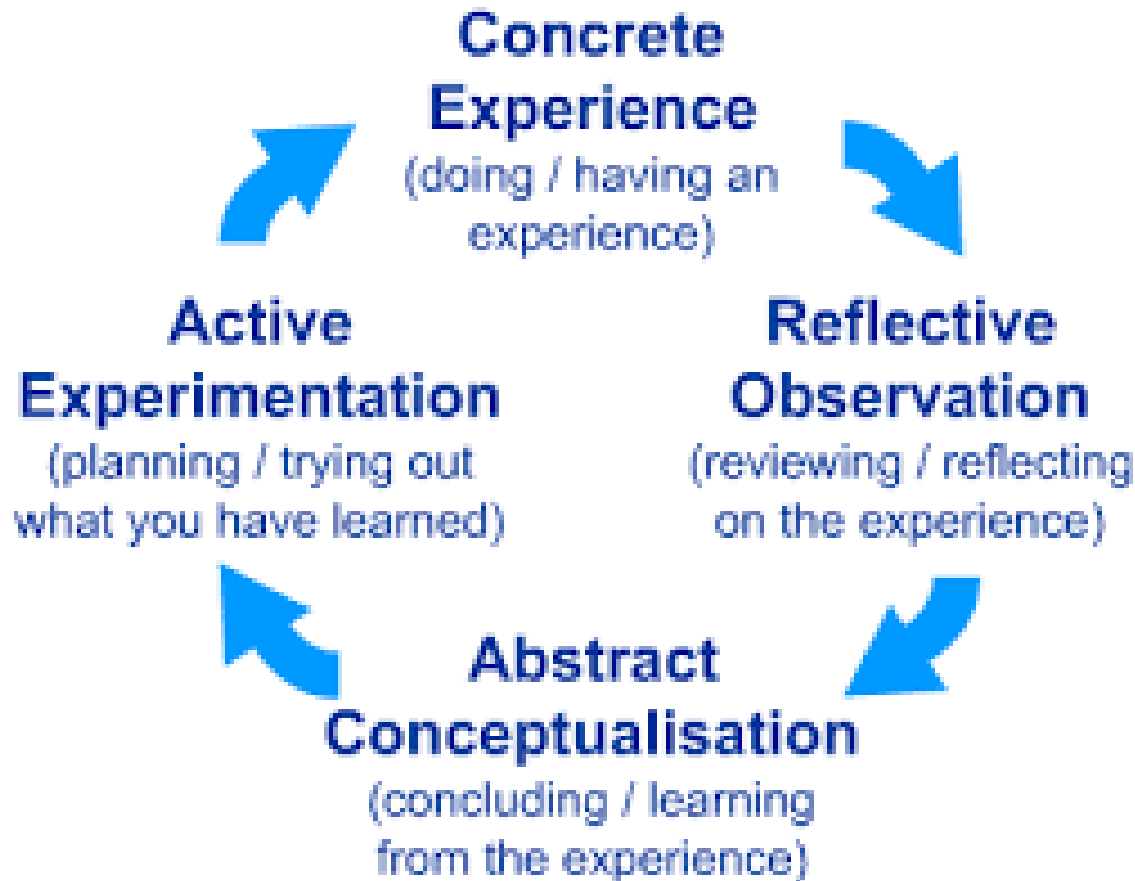 Concrete
Experience
(doing / having an
experience)
Reflective
Observation
(reviewing / reflecting
on the experience)
Abstract
Conceptualisation
(concluding / learning
from the experience)
Active
Experimentation
(planning / trying out
what you have learned)